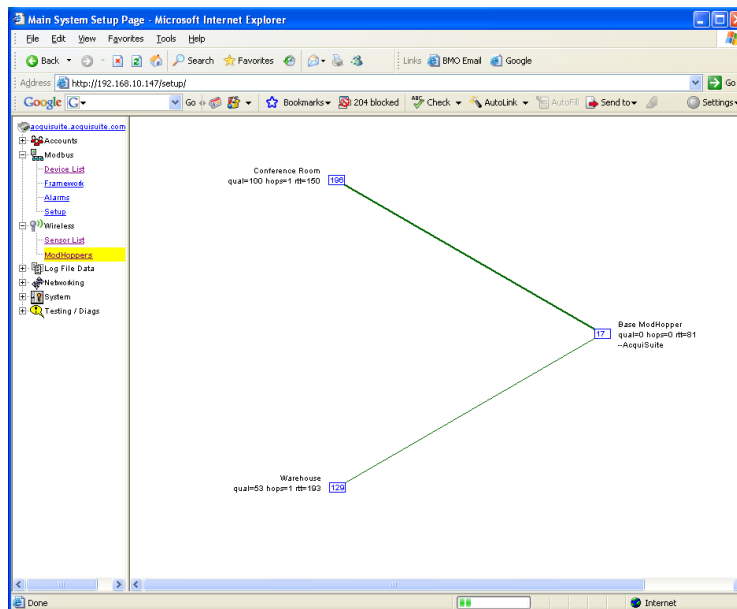 Main System Setup Page - Microsoft Internet Explorer
File Edit View Favorites Tools Help
Back Search Favorites Links BMO Email Google
Address http://192.168.10.147/setup/ Go
Google G Go Bookmarks 204 blocked ABC Check AutoLink AutoFill Send to Settings
acquisuite.acquisuite.com
Accounts
Modbus
Device List
Framework
Alarms
Setup
Wireless
Sensor List
ModHoppers
Log File Data
Networking
System
Testing / Diags
Conference Room
qual=100 hops=1 rtt=150 196
Base ModHopper
17 qual=0 hops=0 rtt=81
--AcquiSuite
Warehouse
qual=53 hops=1 rtt=193 129
Done Internet